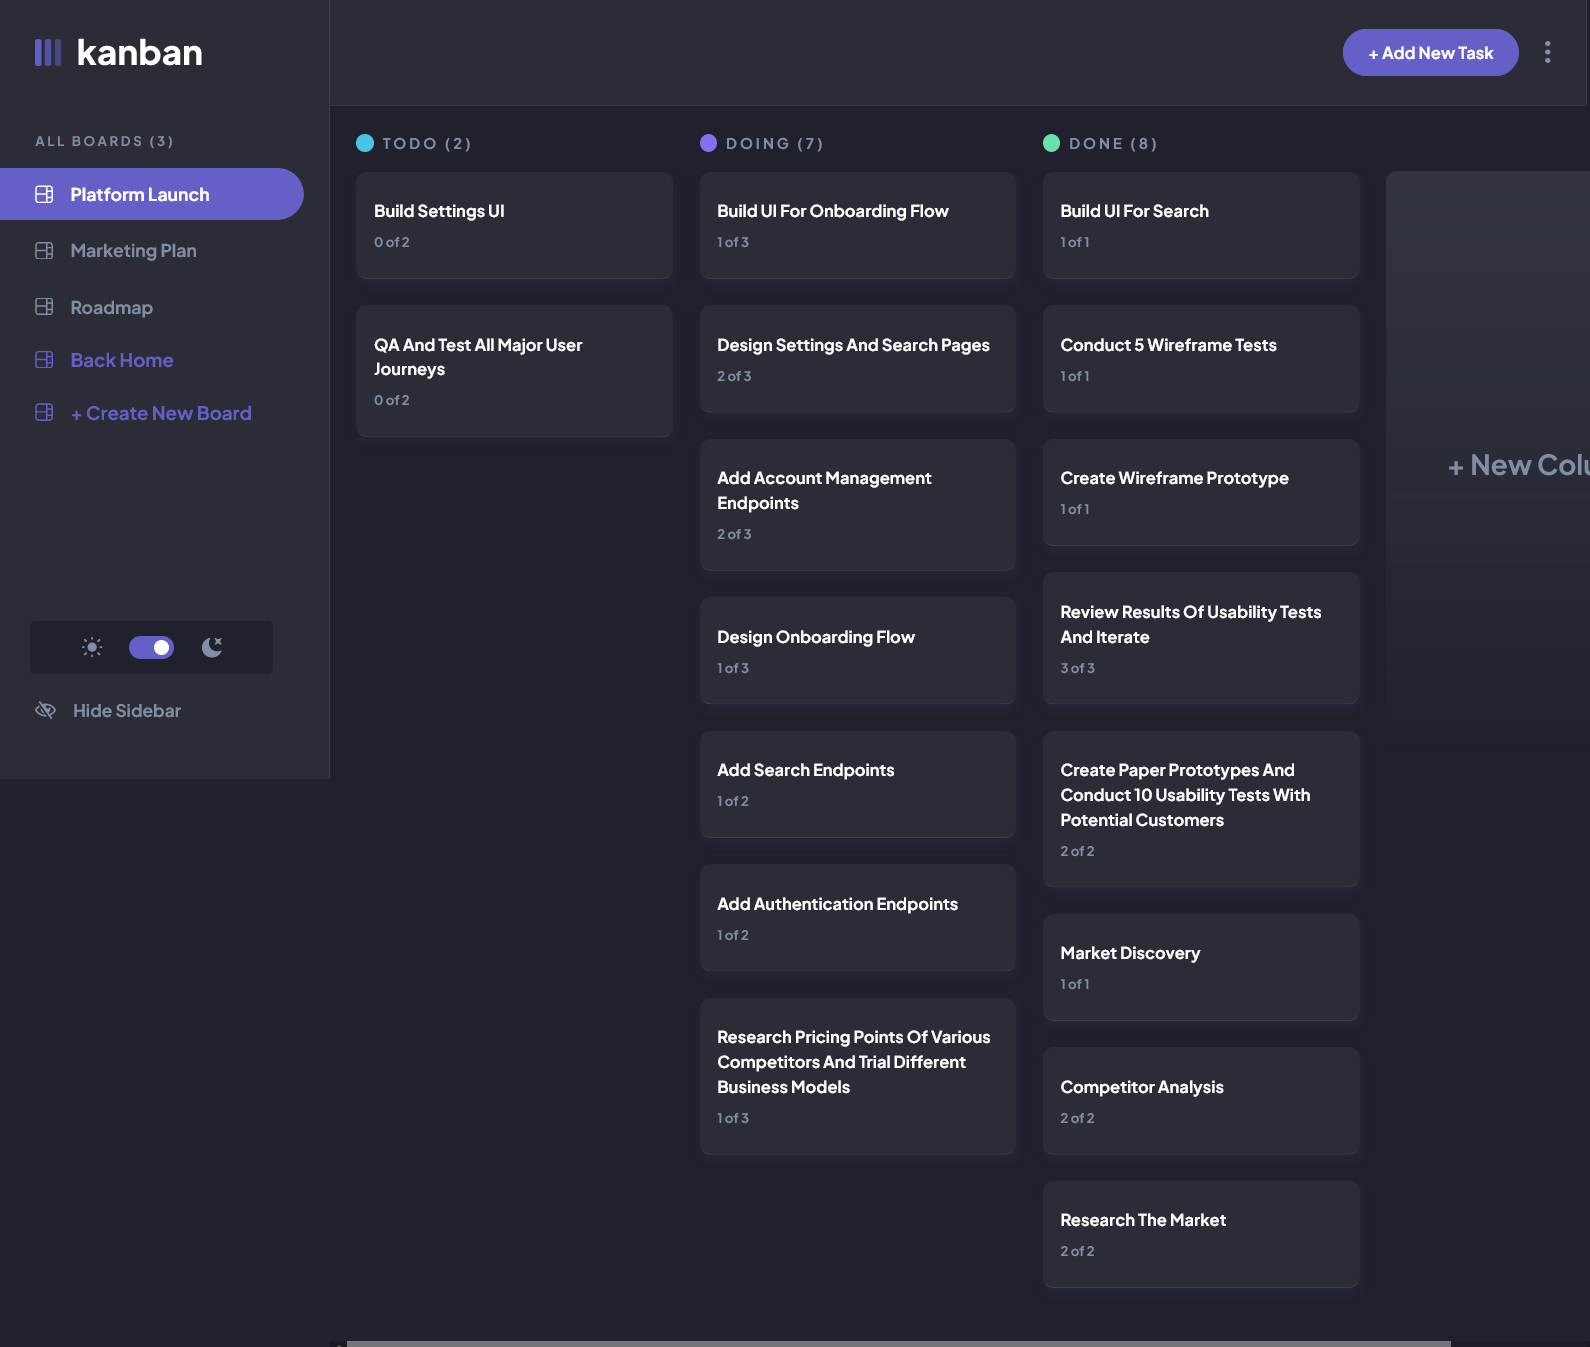 kanban
+ Add New Task
ALL BOARDS (3)
Platform Launch
Marketing Plan
Roadmap
Back Home
+ Create New Board
Hide Sidebar
TODO (2)
Build Settings UI
0 of 2
QA And Test All Major User
Journeys
0 of 2
DOING (7)
Build UI For Onboarding Flow
1 of 3
Design Settings And Search Pages
2 of 3
Add Account Management
Endpoints
2 of 3
Design Onboarding Flow
1 of 3
Add Search Endpoints
1 of 2
Add Authentication Endpoints
1 of 2
Research Pricing Points Of Various
Competitors And Trial Different
Business Models
1 of 3
DONE (8)
Build UI For Search
1 of 1
Conduct 5 Wireframe Tests
1 of 1
Create Wireframe Prototype
1 of 1
Review Results Of Usability Tests
And Iterate
3 of 3
Create Paper Prototypes And
Conduct 10 Usability Tests With
Potential Customers
2 of 2
Market Discovery
1 of 1
Competitor Analysis
2 of 2
Research The Market
2 of 2
+ New